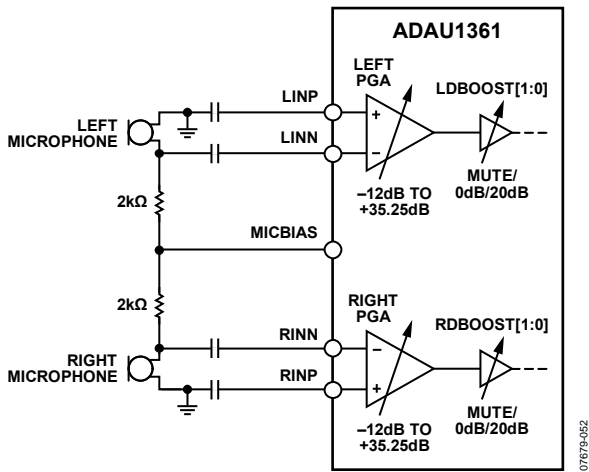 ADAU1361
LEFT
PGA
LDBOOST[1:0]
LINP
+
LEFT
MICROPHONE
LINN
–
MUTE/
0dB/20dB
–12dB TO
+35.25dB
2kΩ
MICBIAS
2kΩ
RIGHT
PGA
RDBOOST[1:0]
RINN
–
RIGHT
MICROPHONE
RINP
+
MUTE/
0dB/20dB
–12dB TO
+35.25dB
07679-052